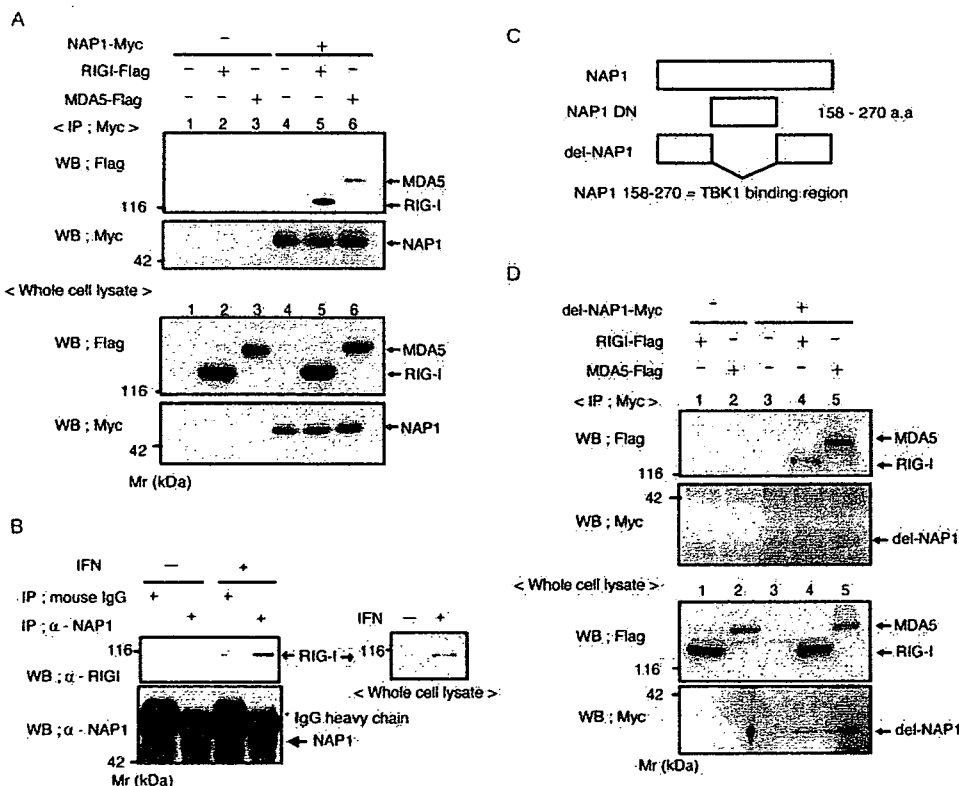 A
NAP1-Myc − +
RIGI-Flag − + − − + −
MDA5-Flag − − + − − +
< IP ; Myc > 1 2 3 4 5 6
WB ; Flag
MDA5
RIG-I
116
WB ; Myc
NAP1
42
< Whole cell lysate >
1 2 3 4 5 6
WB ; Flag
MDA5
RIG-I
116
WB ; Myc
NAP1
42
Mr (kDa)
B
IFN − +
IP ; mouse IgG + +
IP ; α - NAP1 + +
116
RIG-I
WB ; α - RIGI
IFN − +
116
< Whole cell lysate >
WB ; α - NAP1
IgG heavy chain
NAP1
42
Mr (kDa)
C
NAP1
NAP1 DN
158 - 270 a.a
del-NAP1
NAP1 158-270 = TBK1 binding region
D
del-NAP1-Myc − +
RIGI-Flag + − − + −
MDA5-Flag − + − − +
< IP ; Myc > 1 2 3 4 5
WB ; Flag
MDA5
RIG-I
116
42
WB ; Myc
del-NAP1
< Whole cell lysate >
1 2 3 4 5
WB ; Flag
MDA5
RIG-I
116
42
WB ; Myc
del-NAP1
Mr (kDa)